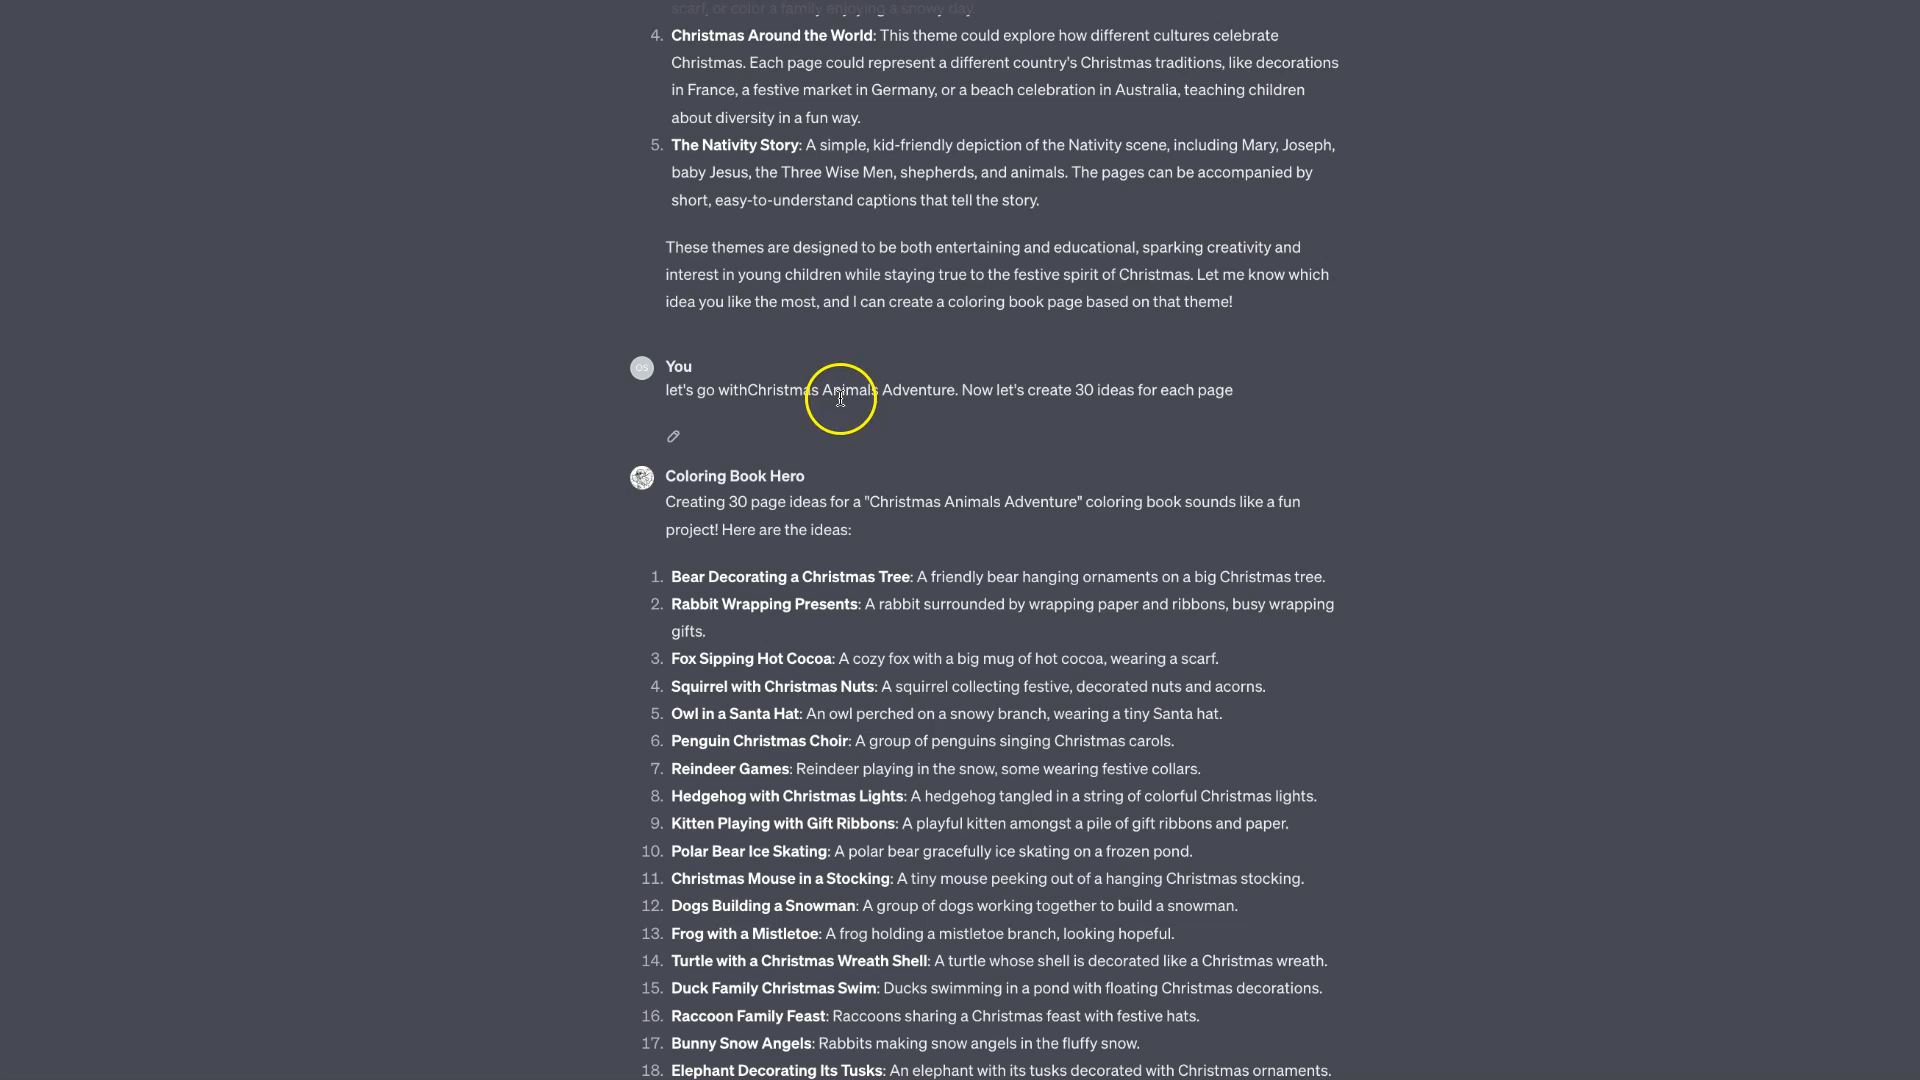 scarf, or color a family enjoying a snowy day
4. Christmas Around the World: This theme could explore how different cultures celebrate
Christmas. Each page could represent a different country's Christmas traditions, like decorations
in France, a festive market in Germany, or a beach celebration in Australia, teaching children
about diversity in a fun way.
5. The Nativity Story: A simple, kid-friendly depiction of the Nativity scene, including Mary, Joseph,
baby Jesus, the Three Wise Men, shepherds, and animals. The pages can be accompanied by
short, easy-to-understand captions that tell the story.
These themes are designed to be both entertaining and educational, sparking creativity and
interest in young children while staying true to the festive spirit of Christmas. Let me know which
idea you like the most, and I can create a coloring book page based on that theme!
OS You
let's go withChristmas Animals Adventure. Now let's create 30 ideas for each page
Coloring Book Hero
Creating 30 page ideas for a "Christmas Animals Adventure" coloring book sounds like a fun
project! Here are the ideas:
1. Bear Decorating a Christmas Tree: A friendly bear hanging ornaments on a big Christmas tree.
2. Rabbit Wrapping Presents: A rabbit surrounded by wrapping paper and ribbons, busy wrapping
gifts.
3. Fox Sipping Hot Cocoa: A cozy fox with a big mug of hot cocoa, wearing a scarf.
4. Squirrel with Christmas Nuts: A squirrel collecting festive, decorated nuts and acorns.
5. Owl in a Santa Hat: An owl perched on a snowy branch, wearing a tiny Santa hat.
6. Penguin Christmas Choir: A group of penguins singing Christmas carols.
7. Reindeer Games: Reindeer playing in the snow, some wearing festive collars.
8. Hedgehog with Christmas Lights: A hedgehog tangled in a string of colorful Christmas lights.
9. Kitten Playing with Gift Ribbons: A playful kitten amongst a pile of gift ribbons and paper.
10. Polar Bear Ice Skating: A polar bear gracefully ice skating on a frozen pond.
11. Christmas Mouse in a Stocking: A tiny mouse peeking out of a hanging Christmas stocking.
12. Dogs Building a Snowman: A group of dogs working together to build a snowman.
13. Frog with a Mistletoe: A frog holding a mistletoe branch, looking hopeful.
14. Turtle with a Christmas Wreath Shell: A turtle whose shell is decorated like a Christmas wreath.
15. Duck Family Christmas Swim: Ducks swimming in a pond with floating Christmas decorations.
16. Raccoon Family Feast: Raccoons sharing a Christmas feast with festive hats.
17. Bunny Snow Angels: Rabbits making snow angels in the fluffy snow.
18. Elephant Decorating Its Tusks: An elephant with its tusks decorated with Christmas ornaments.